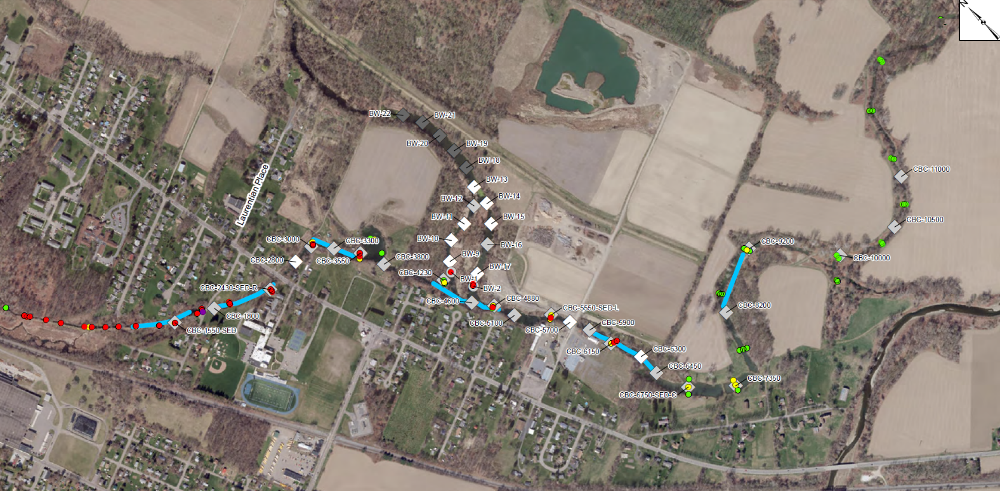 N
BW-22
BW-21
BW-20
BW-19
BW-18
BW-13
BW-12
BW-14
BW-11
BW-15
BW-10
BW-16
BW-9
BW-17
BW-1
BW-2
Laurentian Place
CBC-3000
CBC-3300
CBC-2800
CBC-3550
CBC-3800
CBC-4230
CBC-2430-SED-R
CBC-1800
CBC-1550-SED
CBC-4600
CBC-4880
CBC-5100
CBC-5550-SED-L
CBC-5700
CBC-5900
CBC-6150
CBC-6300
CBC-6450
CBC-6750-SED-C
CBC-7350
CBC-8200
CBC-9200
CBC-10000
CBC-10500
CBC-11000